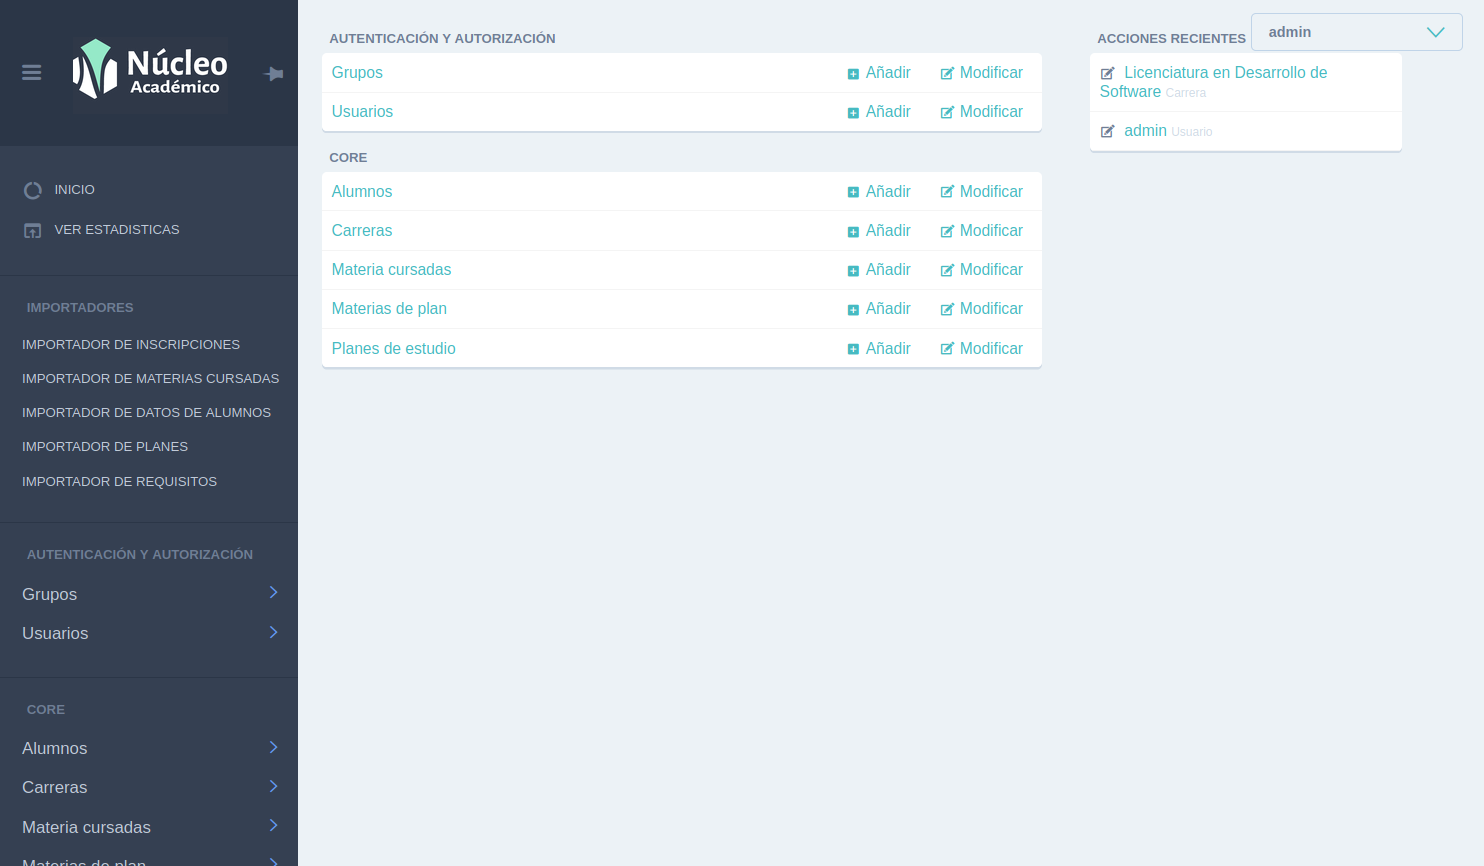 Núcleo
Académico
INICIO
VER ESTADISTICAS
IMPORTADORES
IMPORTADOR DE INSCRIPCIONES
IMPORTADOR DE MATERIAS CURSADAS
IMPORTADOR DE DATOS DE ALUMNOS
IMPORTADOR DE PLANES
IMPORTADOR DE REQUISITOS
AUTENTICACIÓN Y AUTORIZACIÓN
Grupos
Usuarios
CORE
Alumnos
Carreras
Materia cursadas
Materias de plan
AUTENTICACIÓN Y AUTORIZACIÓN
Grupos Añadir Modificar
Usuarios Añadir Modificar
CORE
Alumnos Añadir Modificar
Carreras Añadir Modificar
Materia cursadas Añadir Modificar
Materias de plan Añadir Modificar
Planes de estudio Añadir Modificar
admin
ACCIONES RECIENTES
Licenciatura en Desarrollo de
Software Carrera
admin Usuario